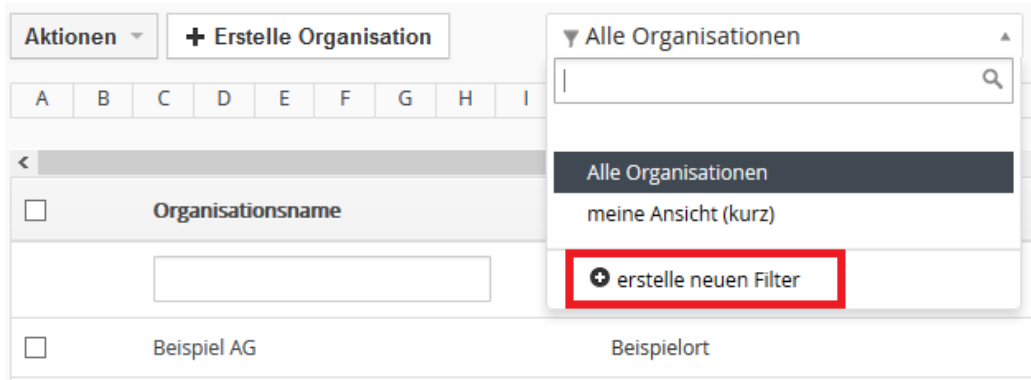 Aktionen + Erstelle Organisation Alle Organisationen
A B C D E F G H I
Alle Organisationen
Organisationsname
meine Ansicht (kurz)
erstelle neuen Filter
Beispiel AG Beispielort